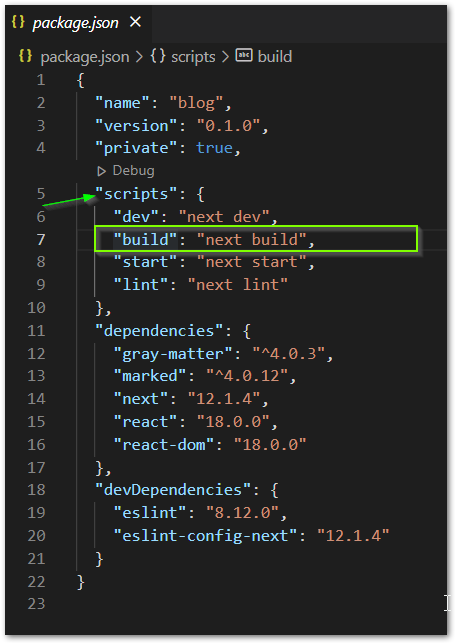 {} package.json ×
{} package.json > {} scripts > abc build
1 {
2 "name": "blog",
3 "version": "0.1.0",
4 "private": true,
Debug
5 "scripts": {
6 "dev": "next dev",
7 "build": "next build",
8 "start": "next start",
9 "lint": "next lint"
10 },
11 "dependencies": {
12 "gray-matter": "^4.0.3",
13 "marked": "^4.0.12",
14 "next": "12.1.4",
15 "react": "18.0.0",
16 "react-dom": "18.0.0"
17 },
18 "devDependencies": {
19 "eslint": "8.12.0",
20 "eslint-config-next": "12.1.4"
21 }
22 }
23